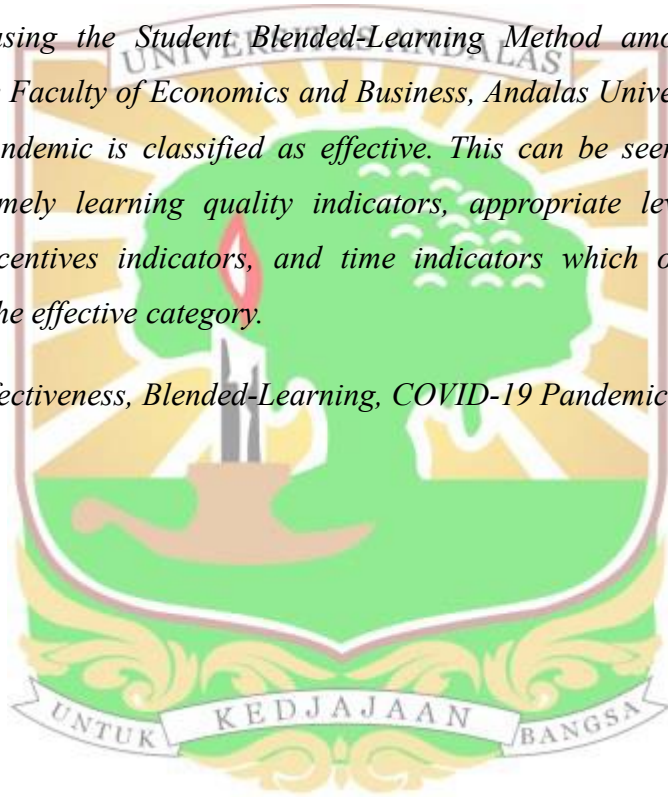 using the Student Blended-Learning Method amo
UNIVERSITAS ANDALAS
Faculty of Economics and Business, Andalas Unive
ndemic is classified as effective. This can be seen
mely learning quality indicators, appropriate lev
centives indicators, and time indicators which o
he effective category.
fectiveness, Blended-Learning, COVID-19 Pandemic
UNTUK KEDJAJAAN BANGSA